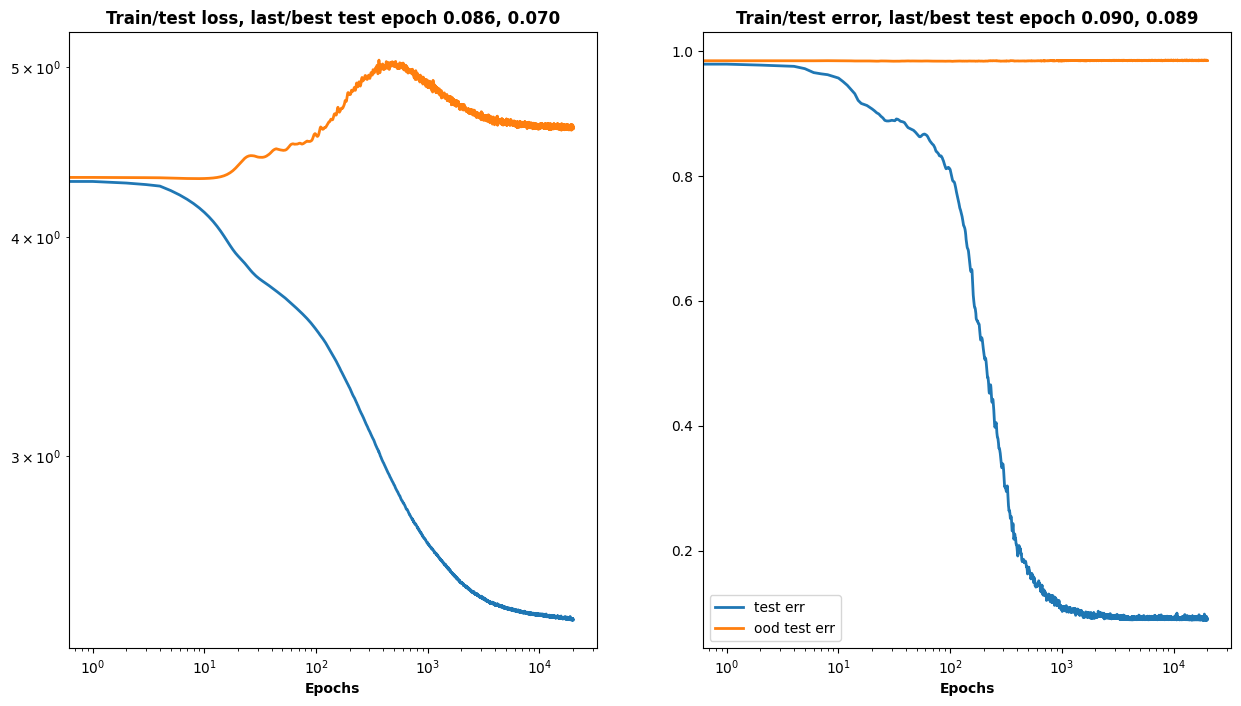 Train/test loss, last/best test epoch 0.086, 0.070
5 × 10⁰
4 × 10⁰
3 × 10⁰
10⁰ 10¹ 10² 10³ 10⁴
Epochs
Train/test error, last/best test epoch 0.090, 0.089
1.0
0.8
0.6
0.4
0.2
test err
ood test err
10⁰ 10¹ 10² 10³ 10⁴
Epochs